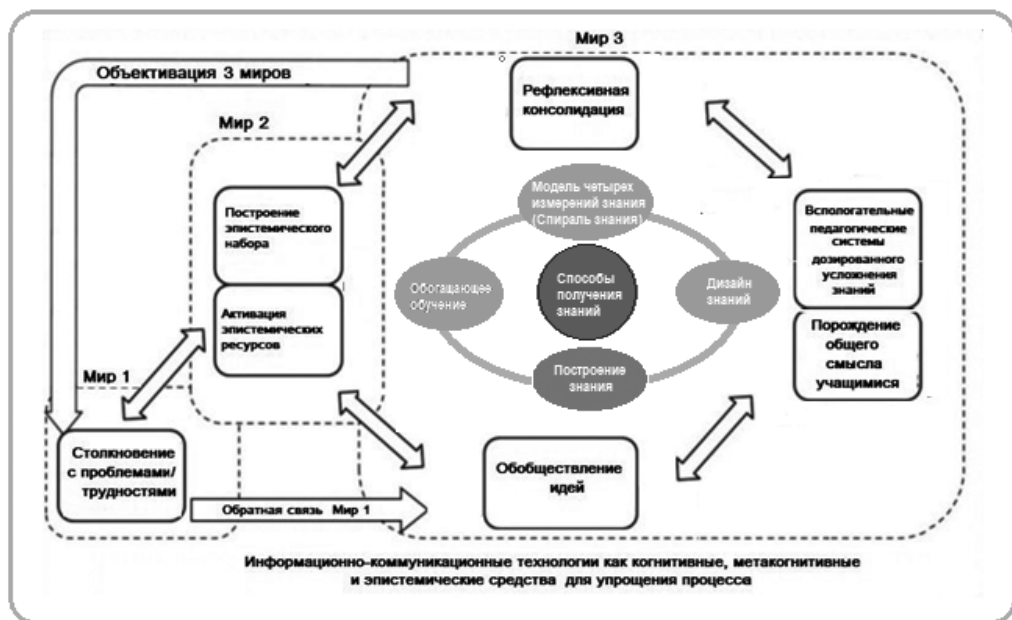 Мир 3
Объективация 3 миров
Рефлексивная
консолидация
Мир 2
Построение
эпистемического
набора
Активация
эпистемических
ресурсов
Модель четырех
измерений знания
(Спираль знания)
Обогащающее
обучение
Способы
получения
знаний
Дизайн
знаний
Построение
знания
Вспологательные
педагогические
системы
дозированного
усложнения
знаний
Порождение
общего
смысла
учащимися
Мир 1
Столкновение
с проблемами/
трудностями
Обратная связь Мир 1
Обобществление
идей
Информационно-коммуникационные технологии как когнитивные, метакогнитивные
и эпистемические средства для упрощения процесса